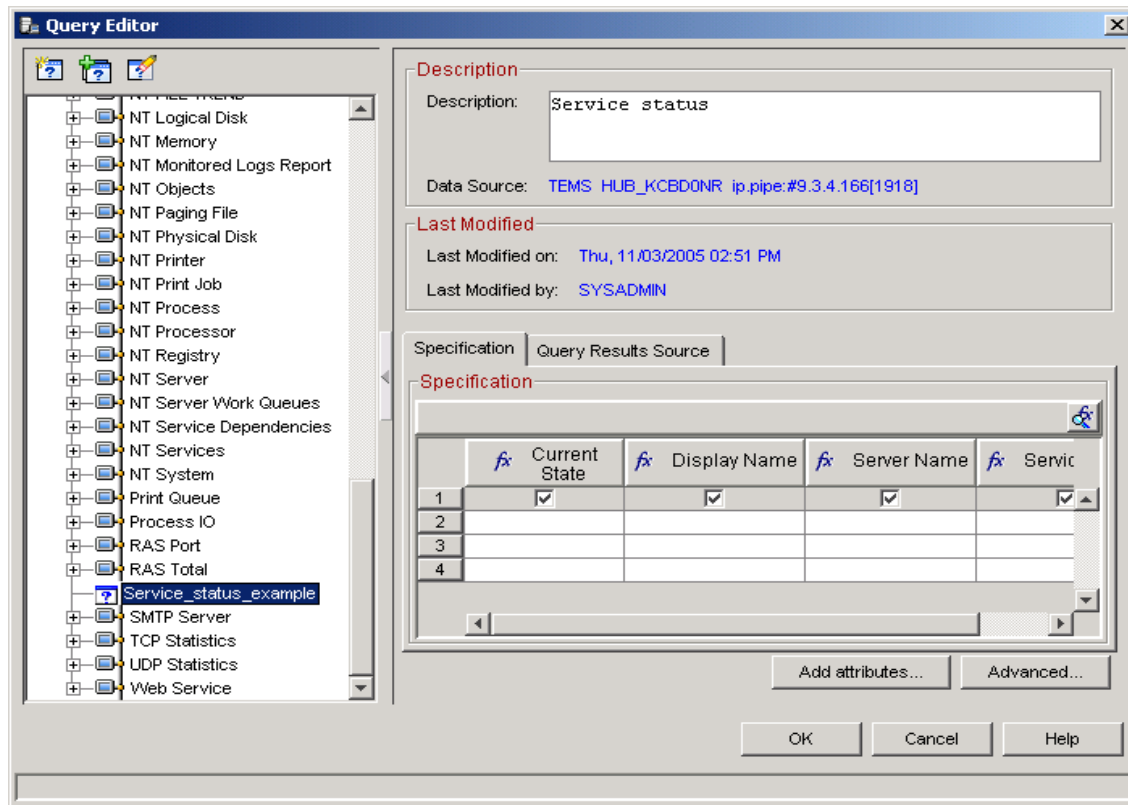 Query Editor
NT Logical Disk
NT Memory
NT Monitored Logs Report
NT Objects
NT Paging File
NT Physical Disk
NT Printer
NT Print Job
NT Process
NT Processor
NT Registry
NT Server
NT Server Work Queues
NT Service Dependencies
NT Services
NT System
Print Queue
Process IO
RAS Port
RAS Total
Service_status_example
SMTP Server
TCP Statistics
UDP Statistics
Web Service
Description
Description: Service status
Data Source: TEMS HUB_KCBD0NR ip.pipe:#9.3.4.166[1918]
Last Modified
Last Modified on: Thu, 11/03/2005 02:51 PM
Last Modified by: SYSADMIN
Specification Query Results Source
Specification
fx Current State fx Display Name fx Server Name fx Servic
1
2
3
4
Add attributes... Advanced...
OK Cancel Help